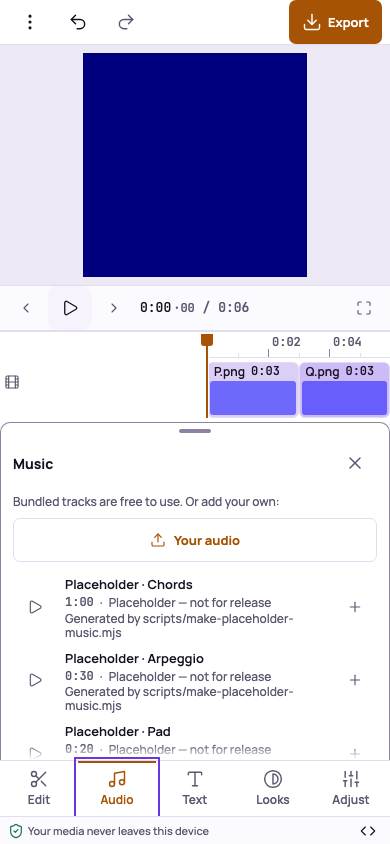 Export
0:00·00 / 0:06
0:02 0:04
P.png 0:03 Q.png 0:03
Music
Bundled tracks are free to use. Or add your own:
Your audio
Placeholder · Chords
1:00 · Placeholder — not for release
Generated by scripts/make-placeholder-
music.mjs
Placeholder · Arpeggio
0:30 · Placeholder — not for release
Generated by scripts/make-placeholder-
music.mjs
Placeholder · Pad
0:20 · Placeholder — not for release
Edit Audio Text Looks Adjust
Your media never leaves this device